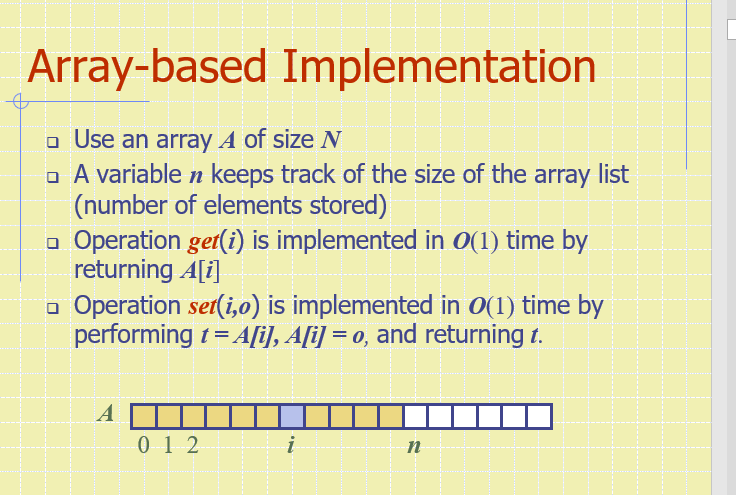 Array-based Implementation
Use an array A of size N
A variable n keeps track of the size of the array list
(number of elements stored)
Operation get(i) is implemented in O(1) time by
returning A[i]
Operation set(i,o) is implemented in O(1) time by
performing t = A[i], A[i] = o, and returning t.
A
0 1 2 i n